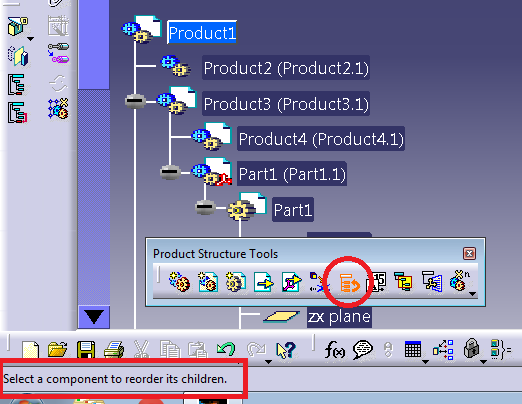 Product1
Product2 (Product2.1)
Product3 (Product3.1)
Product4 (Product4.1)
Part1 (Part1.1)
Part1
Product Structure Tools
zx plane
f(x)
Select a component to reorder its children.